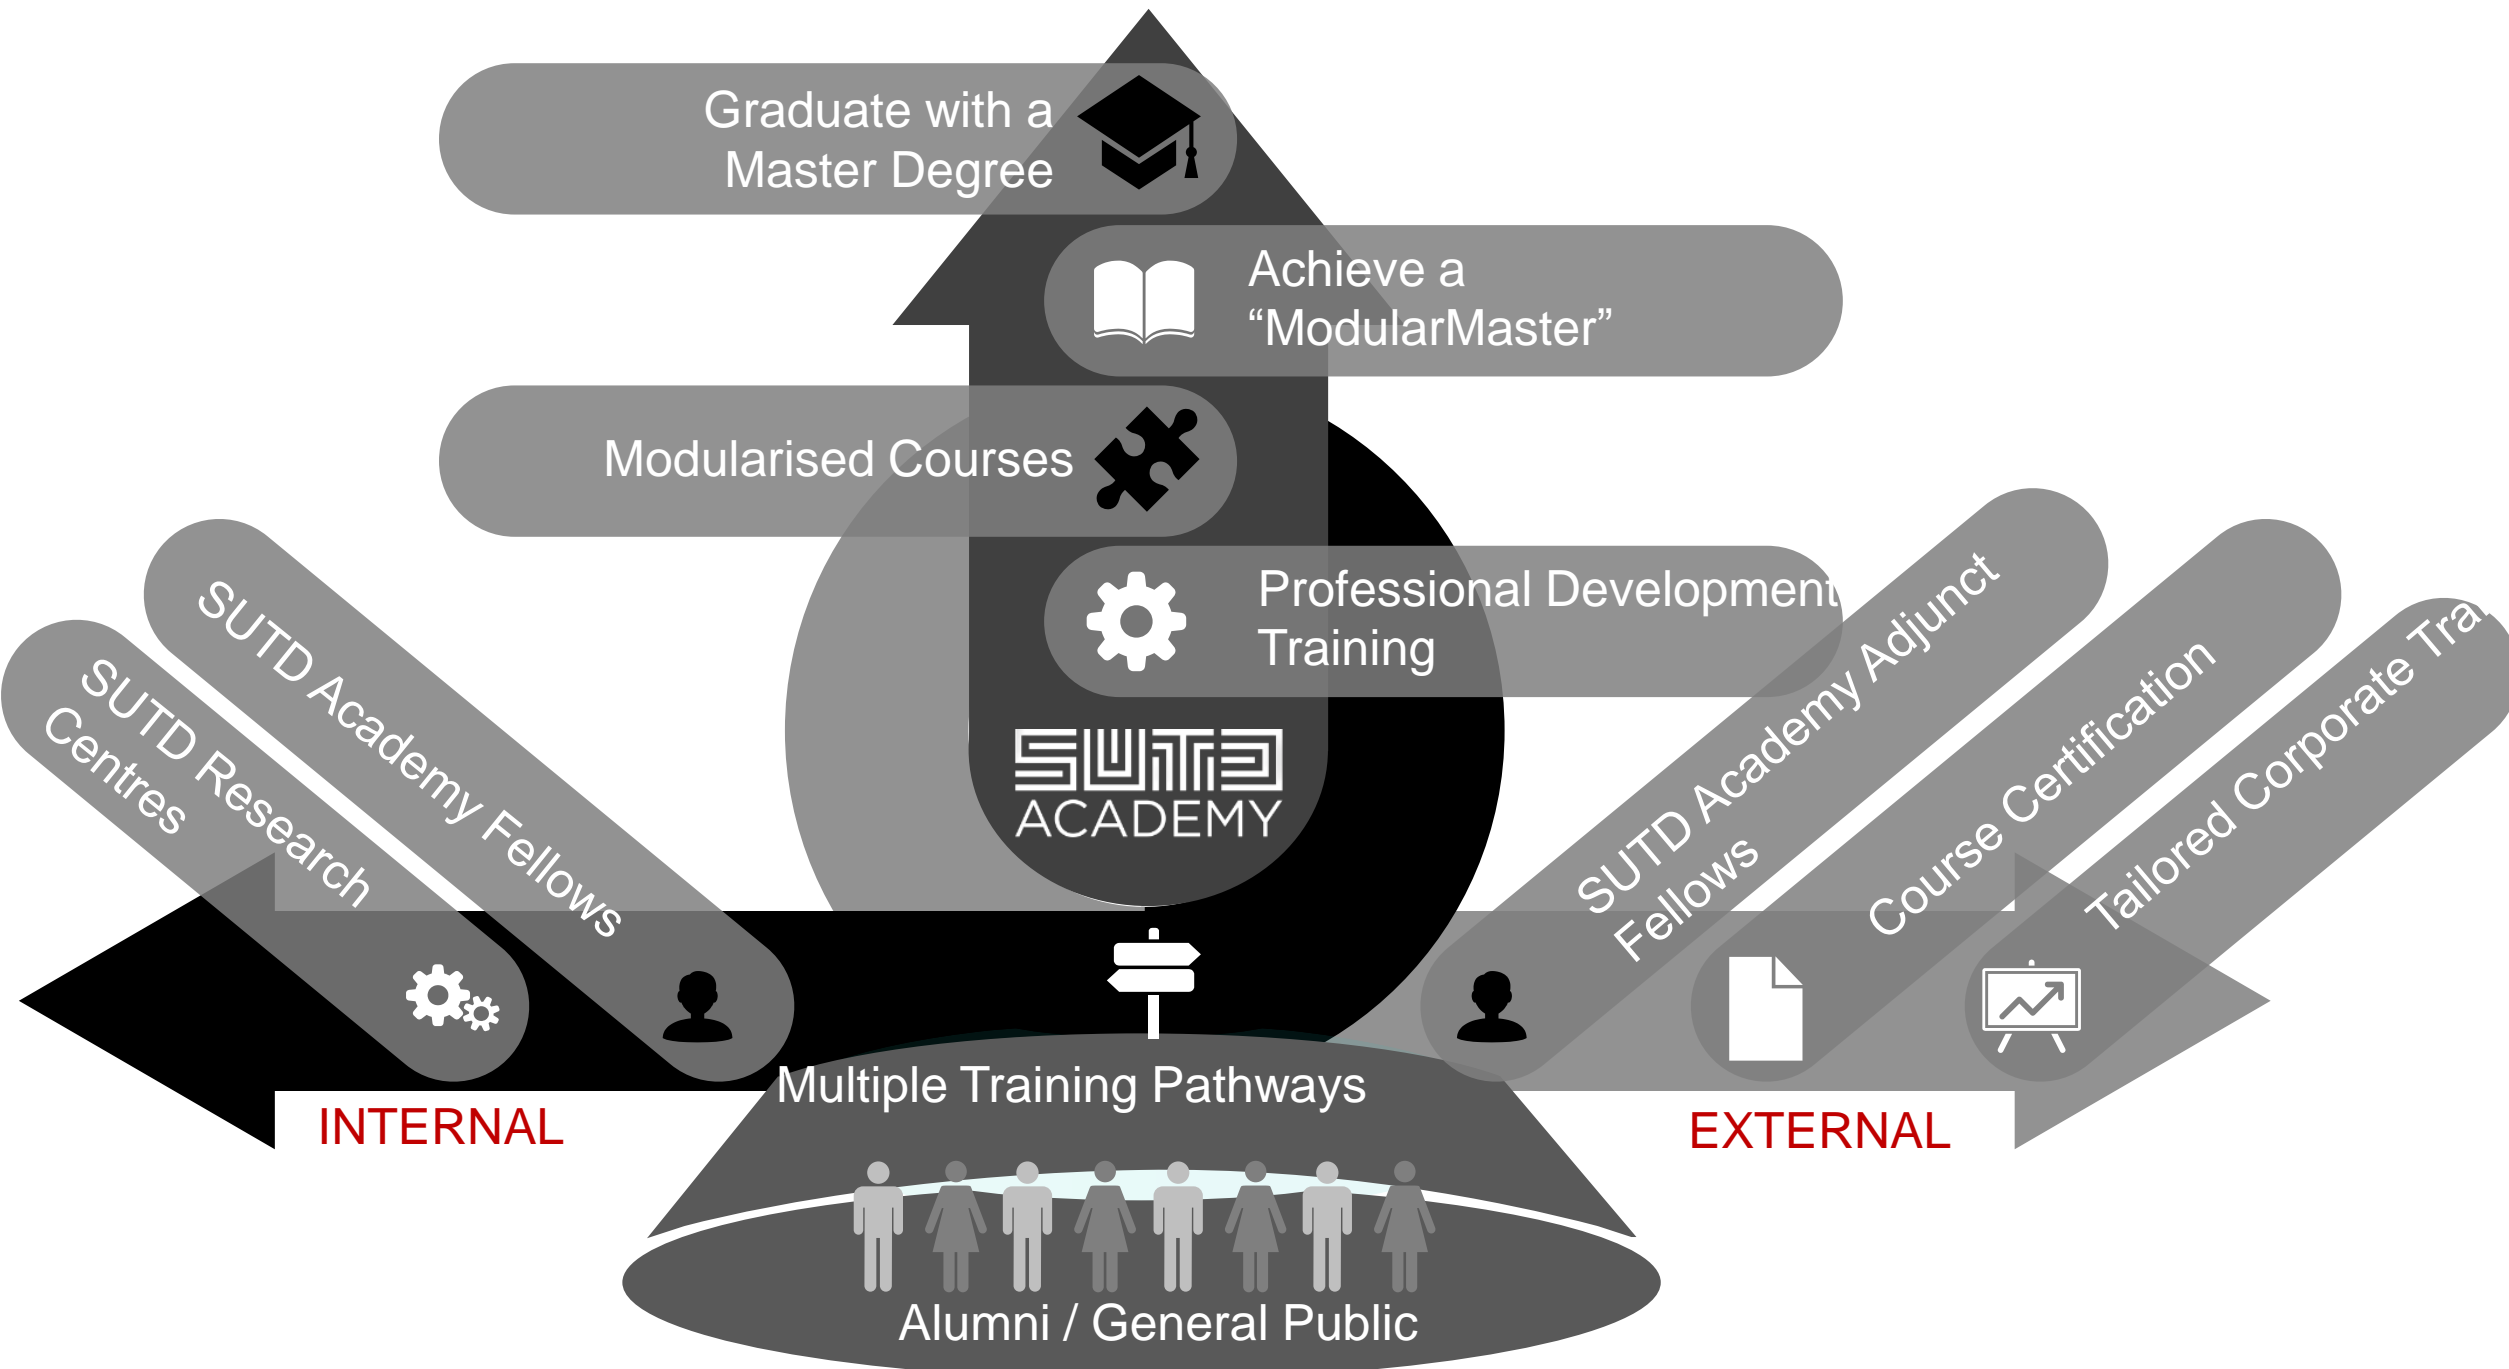 Graduate with a
Master Degree
Achieve a
“ModularMaster”
Modularised Courses
Professional Development
Training
SUTD
ACADEMY
SUTD Research
Centres
SUTD Academy Fellows
SUTD Academy Adjunct
Fellows
Course Certification
Tailored Corporate Tra
Multiple Training Pathways
INTERNAL
EXTERNAL
Alumni / General Public